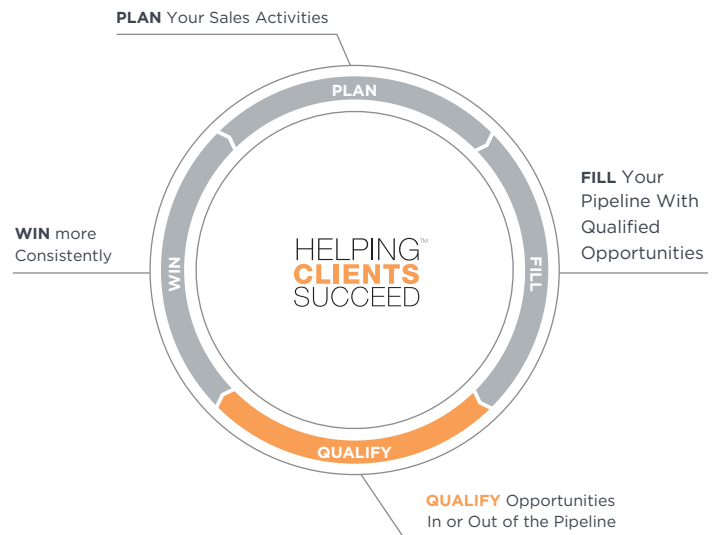 PLAN Your Sales Activities
PLAN
FILL Your
Pipeline With
Qualified
Opportunities
WIN more
Consistently
HELPING™
CLIENTS
SUCCEED
WIN
FILL
QUALIFY
QUALIFY Opportunities
In or Out of the Pipeline